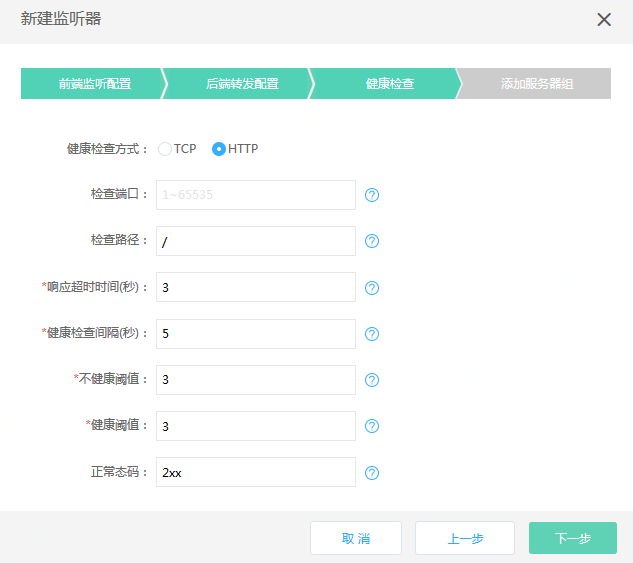 新建监听器
前端监听配置 后端转发配置 健康检查 添加服务器组
健康检查方式： TCP HTTP
检查端口： 1~65535
检查路径： /
*响应超时时间(秒)： 3
*健康检查间隔(秒)： 5
*不健康阈值： 3
*健康阈值： 3
正常态码： 2xx
取 消 上一步 下一步